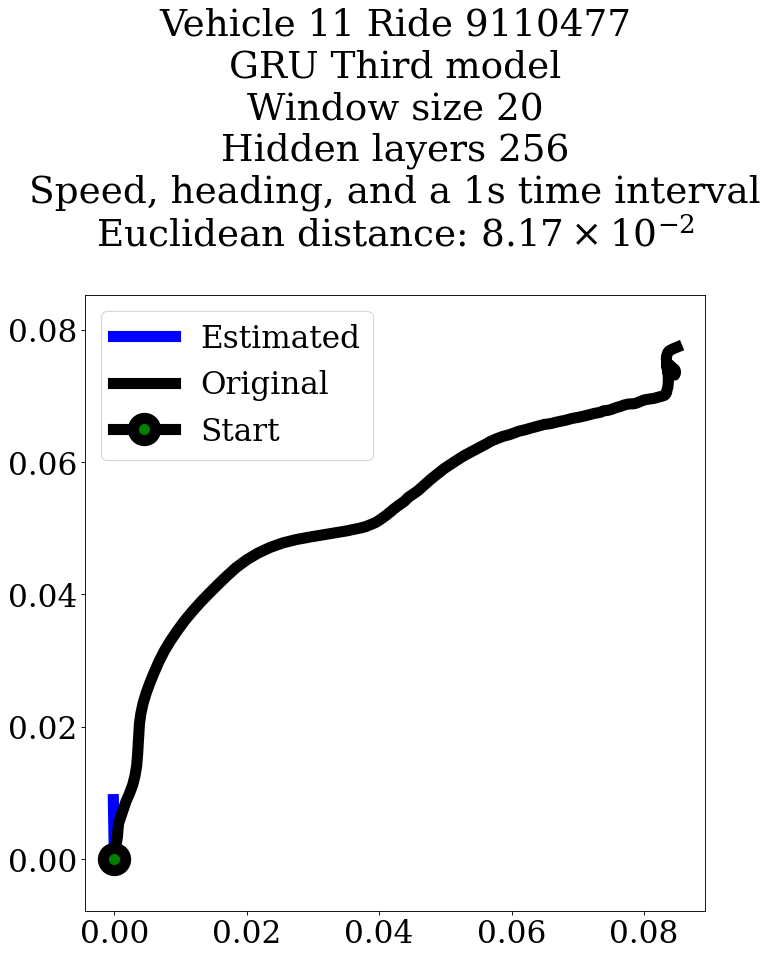 Vehicle 11 Ride 9110477
GRU Third model
Window size 20
Hidden layers 256
Speed, heading, and a 1s time interval
Euclidean distance: 8.17 × 10⁻²
Estimated
Original
Start
0.08
0.06
0.04
0.02
0.00
0.00 0.02 0.04 0.06 0.08